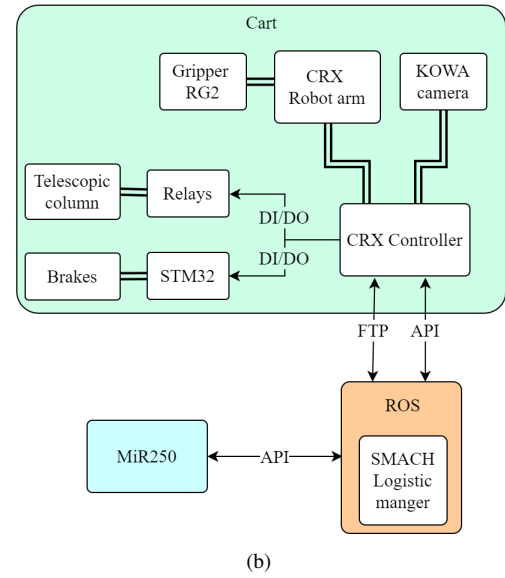 Cart
Gripper
RG2
CRX
Robot arm
KOWA
camera
Telescopic
column
Relays
DI/DO
DI/DO
CRX Controller
Brakes
STM32
FTP
API
ROS
MiR250
API
SMACH
Logistic
manger
(b)